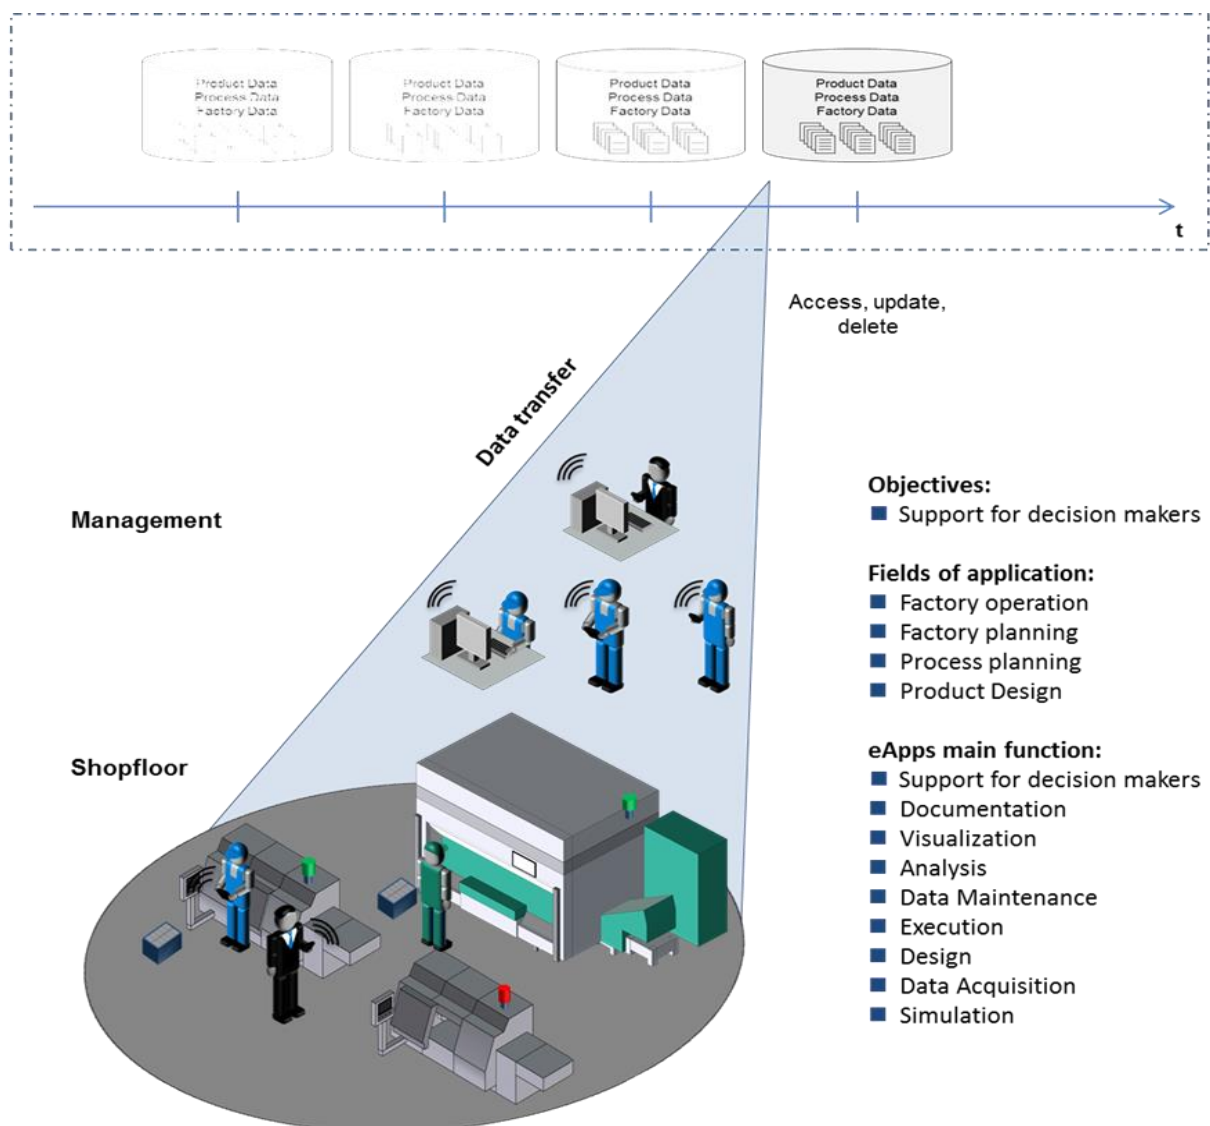 Product Data
Process Data
Factory Data
Product Data
Process Data
Factory Data
Product Data
Process Data
Factory Data
Product Data
Process Data
Factory Data
t
Access, update,
delete
Data transfer
Management
Shopfloor
Objectives:
Support for decision makers
Fields of application:
Factory operation
Factory planning
Process planning
Product Design
eApps main function:
Support for decision makers
Documentation
Visualization
Analysis
Data Maintenance
Execution
Design
Data Acquisition
Simulation